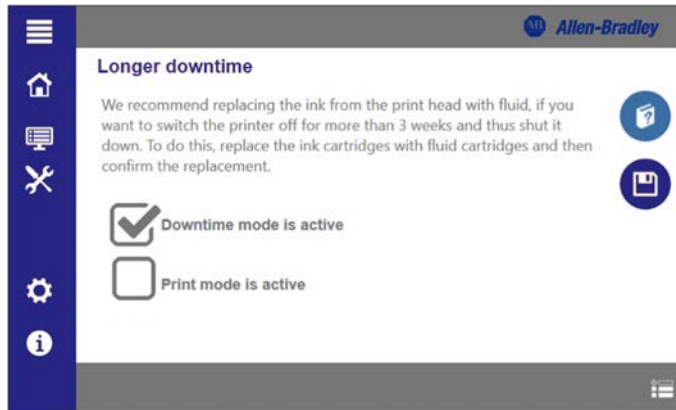 AB Allen-Bradley
Longer downtime
We recommend replacing the ink from the print head with fluid, if you
want to switch the printer off for more than 3 weeks and thus shut it
down. To do this, replace the ink cartridges with fluid cartridges and then
confirm the replacement.
Downtime mode is active
Print mode is active